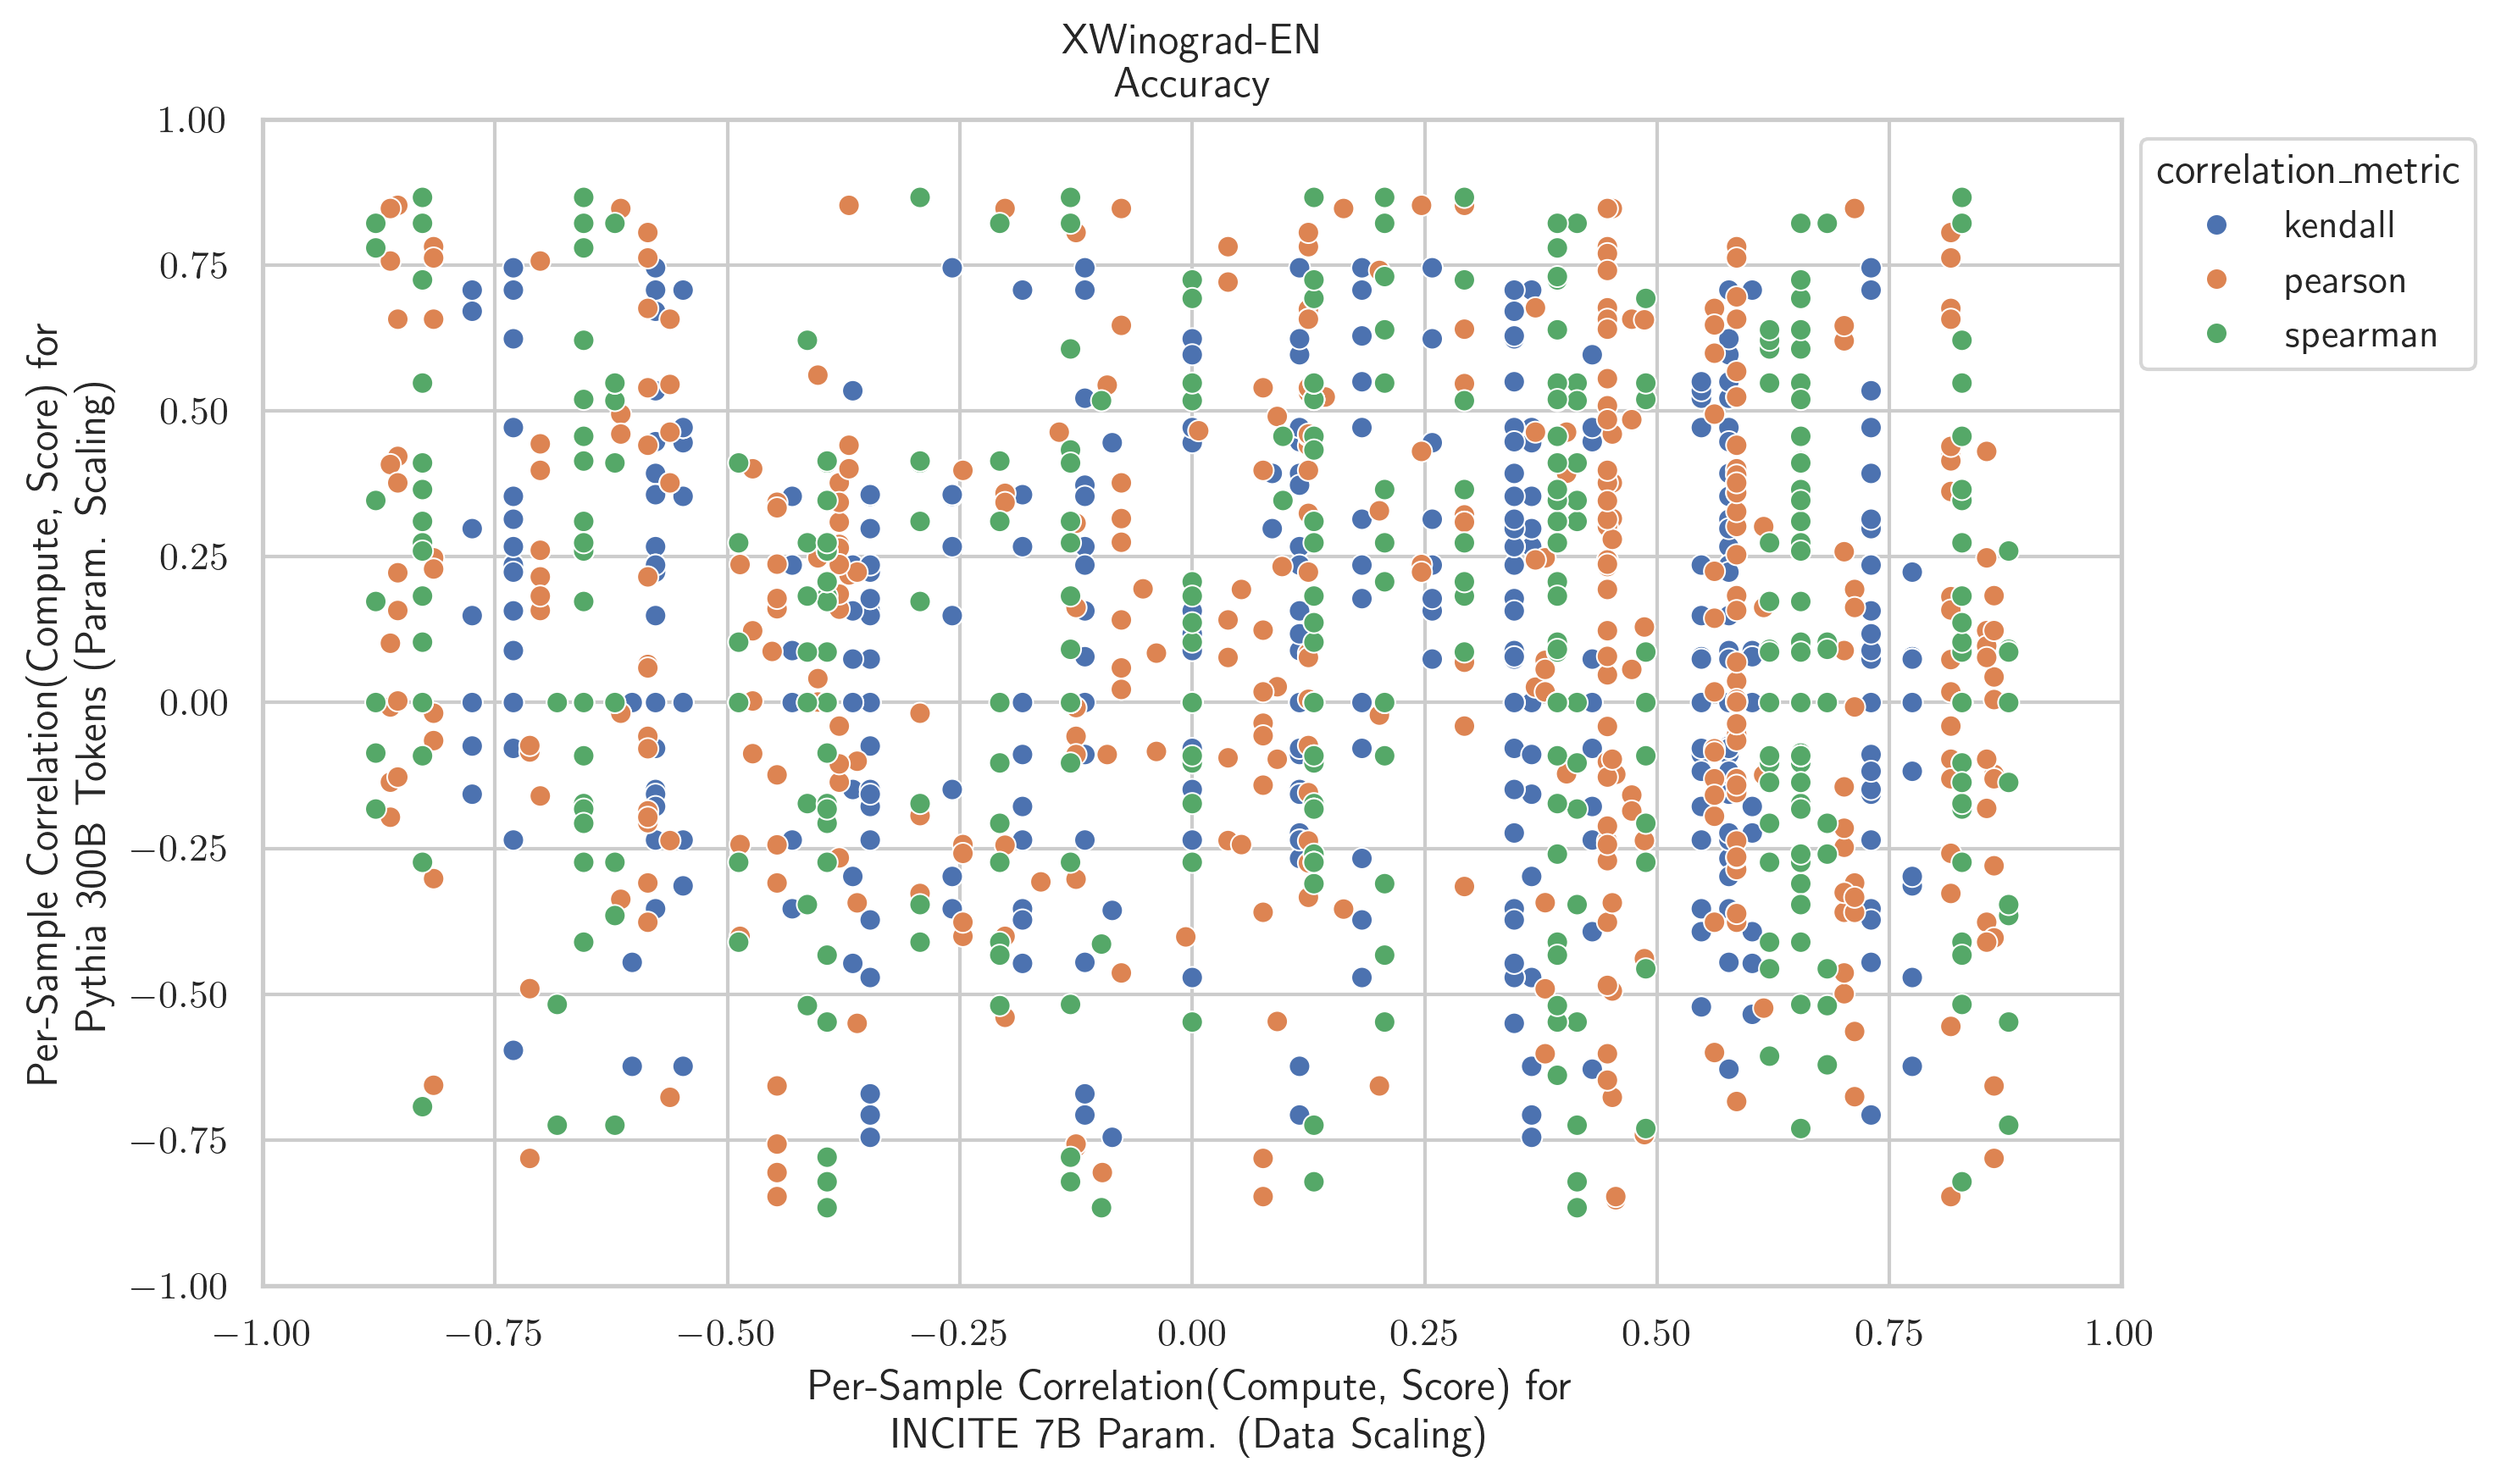 XWinograd-EN
Accuracy
Per-Sample Correlation(Compute, Score) for
Pythia 300B Tokens (Param. Scaling)
1.00
0.75
0.50
0.25
0.00
−0.25
−0.50
−0.75
−1.00
−1.00 −0.75 −0.50 −0.25 0.00 0.25 0.50 0.75 1.00
Per-Sample Correlation(Compute, Score) for
INCITE 7B Param. (Data Scaling)
correlation_metric
kendall
pearson
spearman